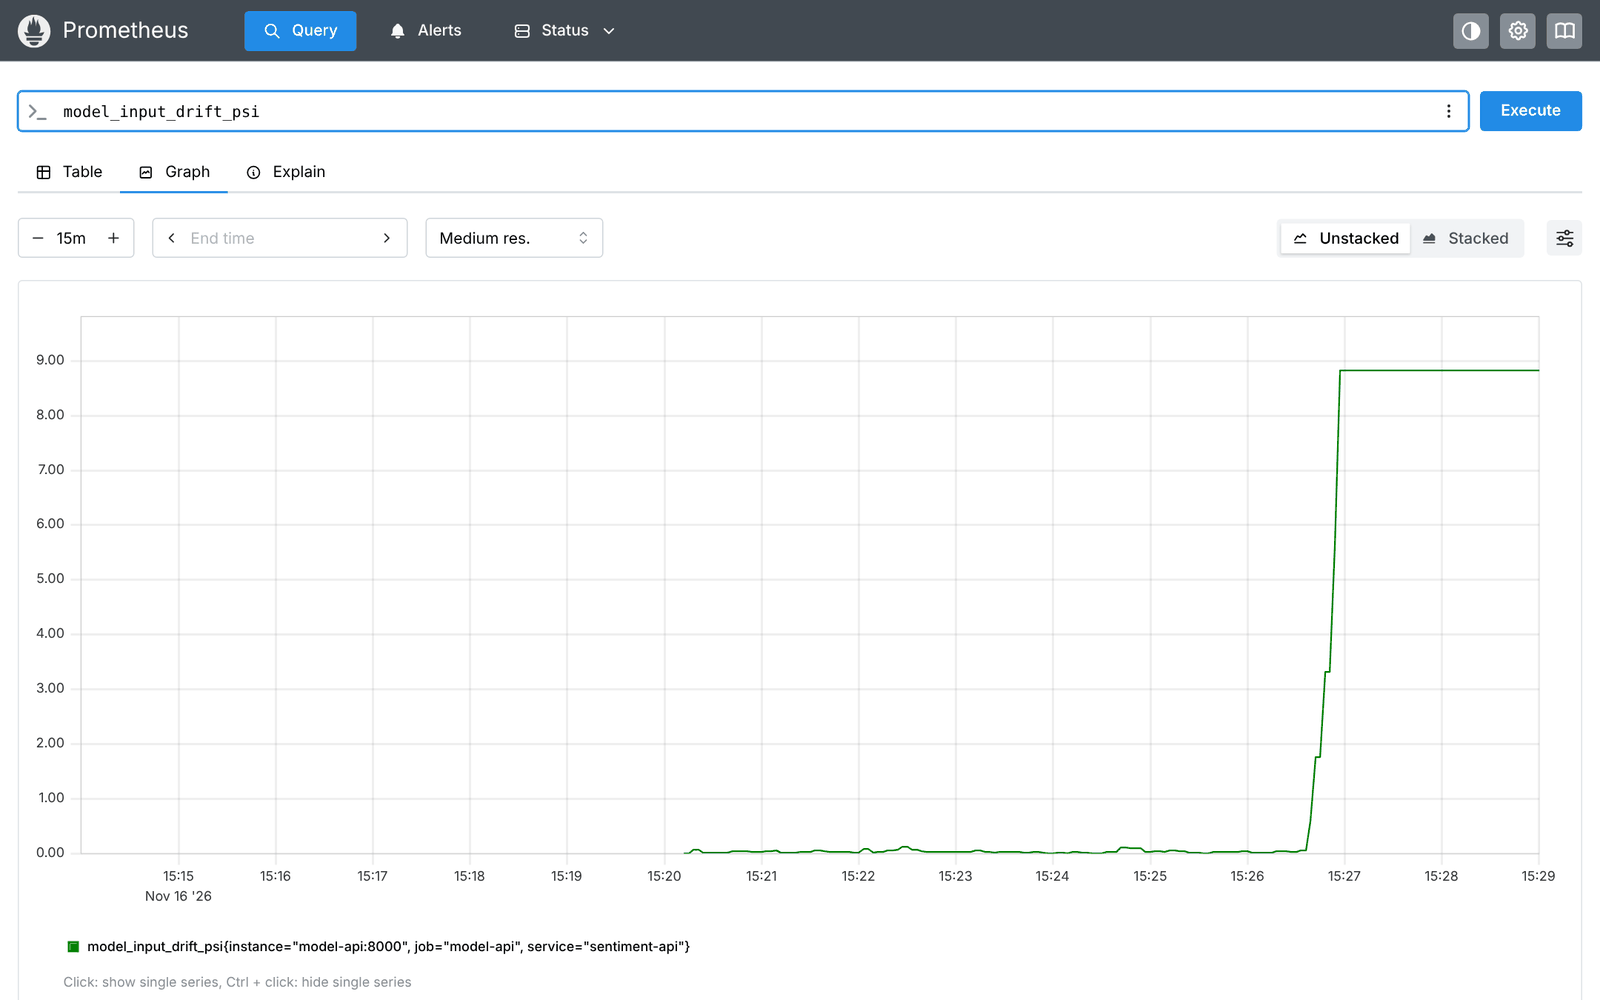 Prometheus Query Alerts Status
model_input_drift_psi Execute
Table Graph Explain
15m End time Medium res. Unstacked Stacked
9.00
8.00
7.00
6.00
5.00
4.00
3.00
2.00
1.00
0.00
15:15 15:16 15:17 15:18 15:19 15:20 15:21 15:22 15:23 15:24 15:25 15:26 15:27 15:28 15:29
Nov 16 '26
model_input_drift_psi{instance="model-api:8000", job="model-api", service="sentiment-api"}
Click: show single series, Ctrl + click: hide single series